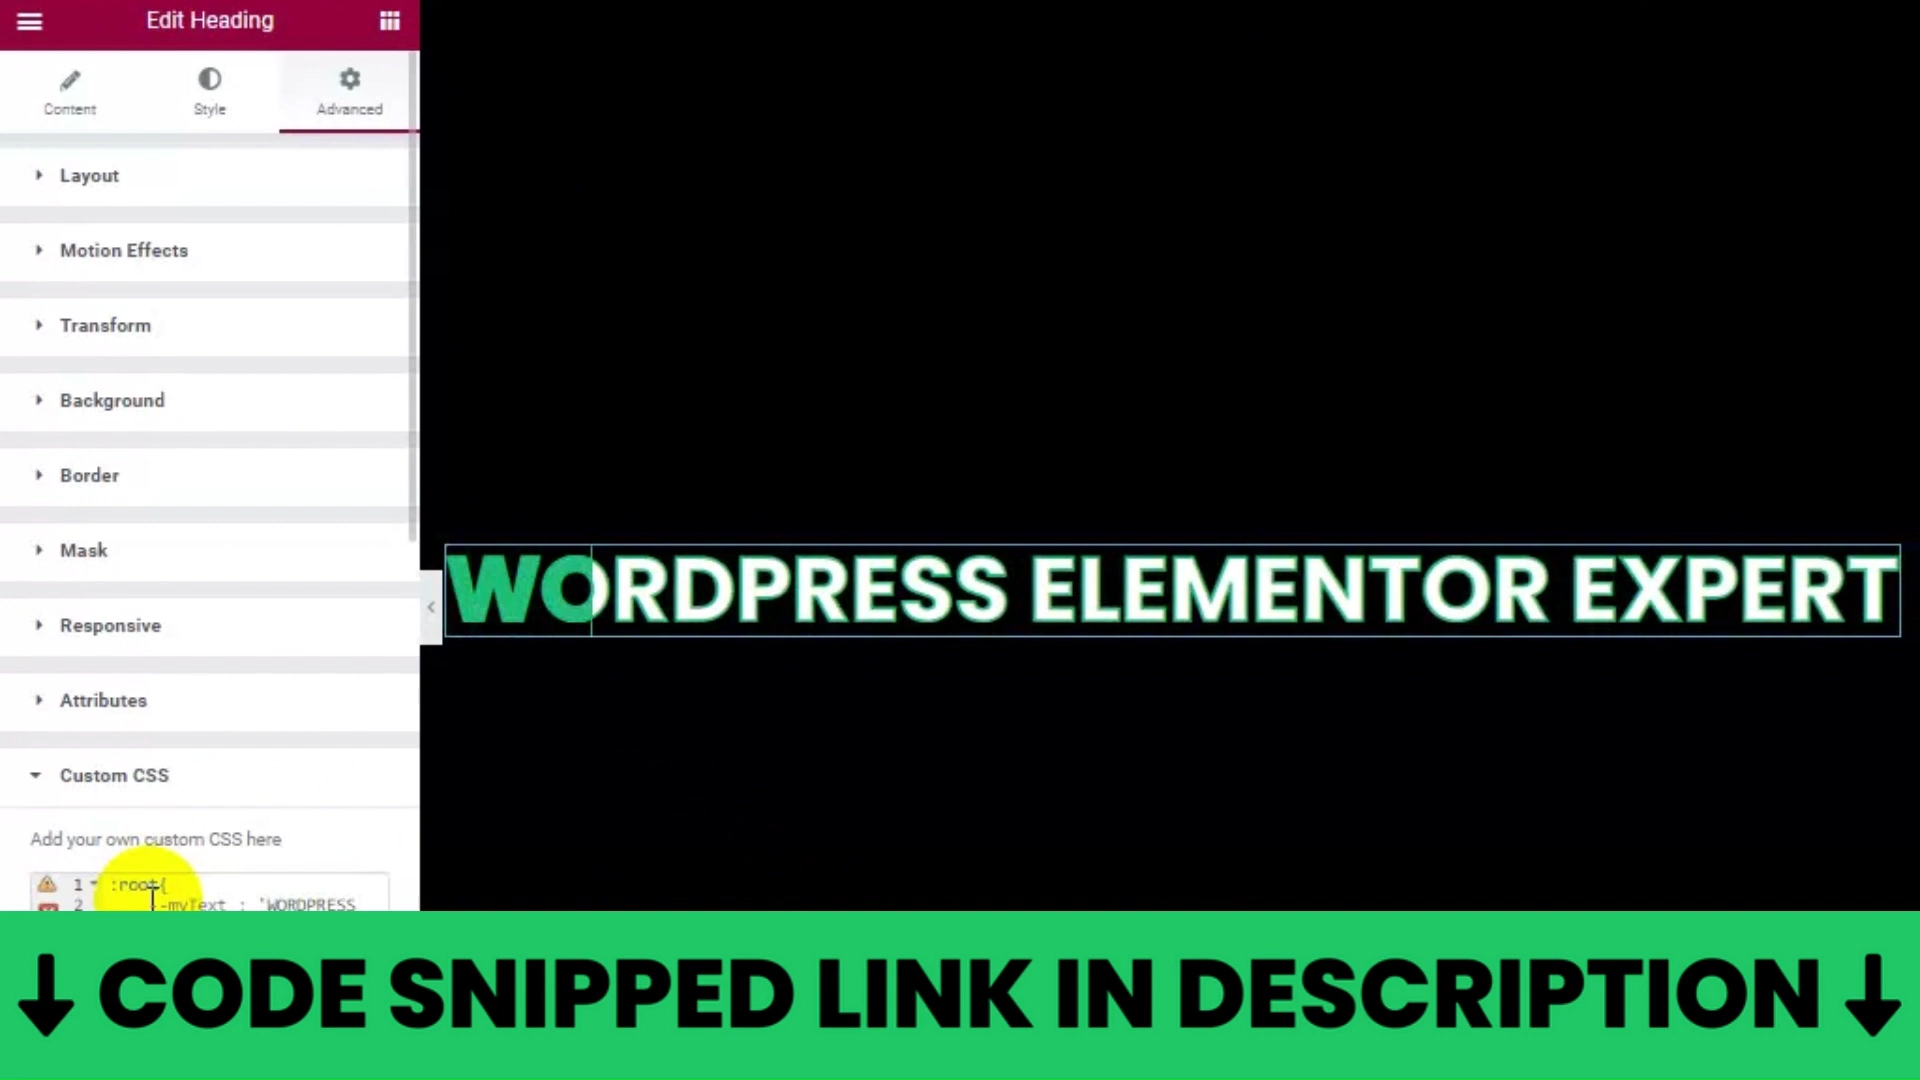 Edit Heading
Content
Style
Advanced
Layout
Motion Effects
Transform
Background
Border
Mask
Responsive
Attributes
Custom CSS
Add your own custom CSS here
1 :root{
2 --myText : 'WORDPRESS
WORDPRESS ELEMENTOR EXPERT
↓ CODE SNIPPED LINK IN DESCRIPTION ↓